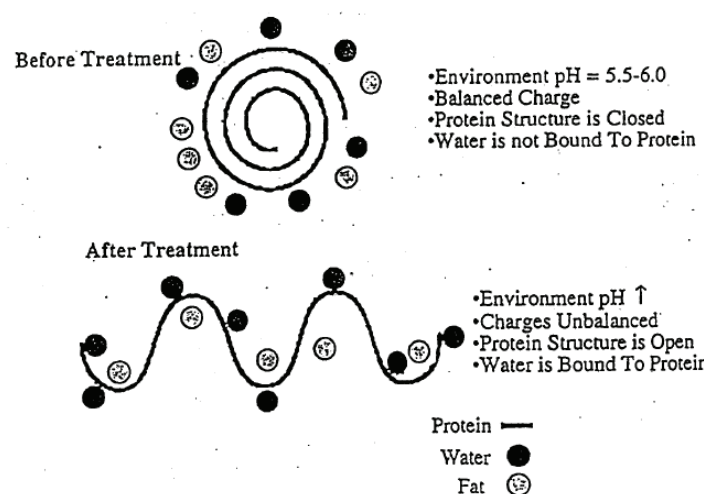 Before Treatment
•Environment pH = 5.5-6.0
•Balanced Charge
•Protein Structure is Closed
•Water is not Bound To Protein
After Treatment
•Environment pH ↑
•Charges Unbalanced
•Protein Structure is Open
•Water is Bound To Protein
Protein
Water
Fat